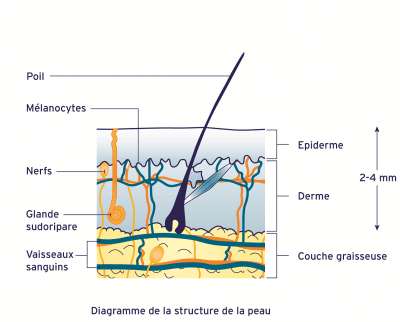 Poil
Mélanocytes
Nerfs
Glande
sudoripare
Vaisseaux
sanguins
Epiderme
Derme
Couche graisseuse
2-4 mm
Diagramme de la structure de la peau